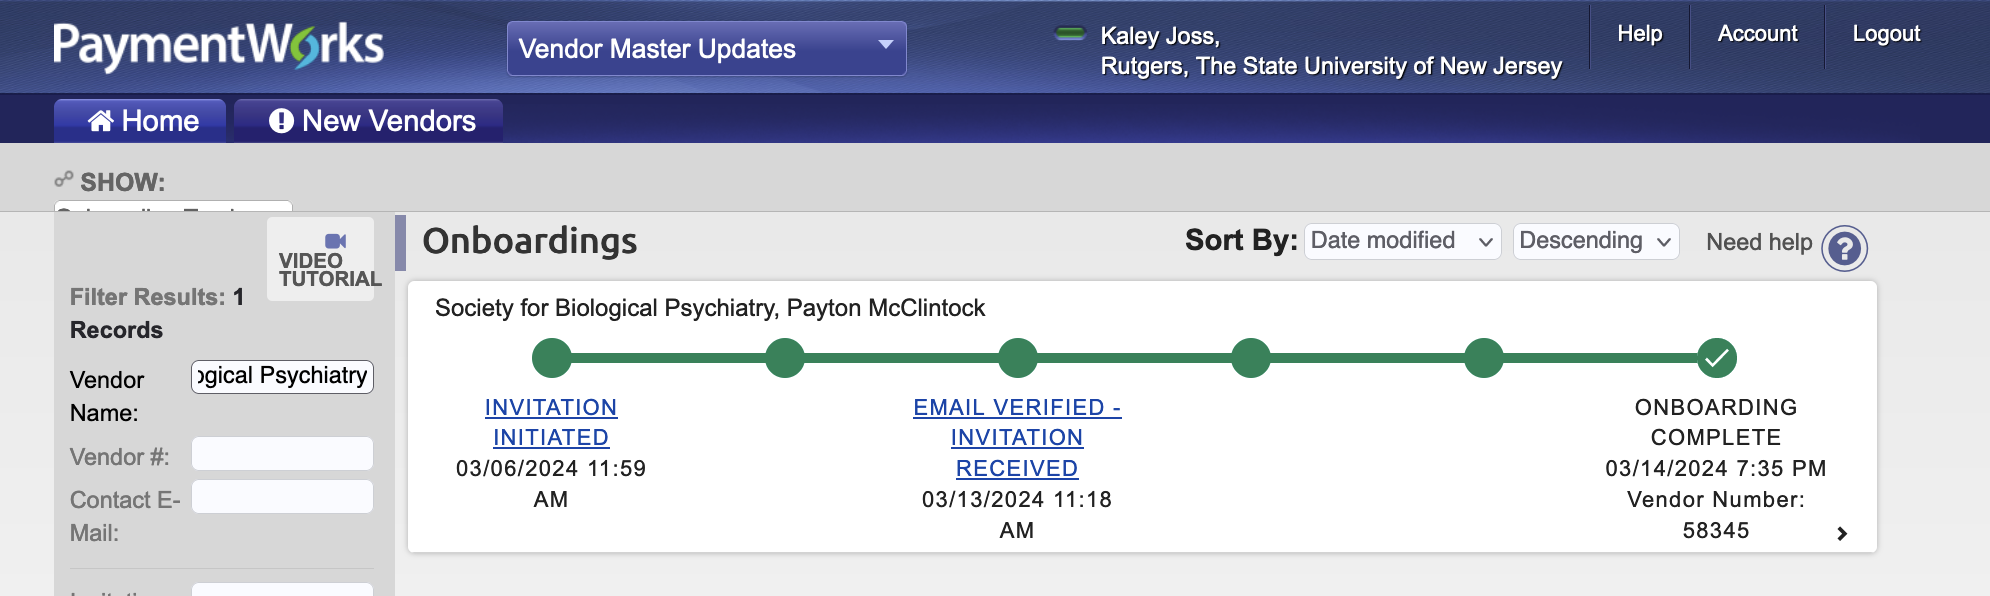 PaymentWorks
Vendor Master Updates
Kaley Joss,
Rutgers, The State University of New Jersey
Help
Account
Logout
Home
New Vendors
SHOW:
VIDEO
TUTORIAL
Filter Results: 1
Records
Vendor
Name:
ogical Psychiatry
Vendor #:
Contact E-
Mail:
Onboardings
Sort By:
Date modified
Descending
Need help
?
Society for Biological Psychiatry, Payton McClintock
INVITATION
INITIATED
03/06/2024 11:59
AM
EMAIL VERIFIED -
INVITATION
RECEIVED
03/13/2024 11:18
AM
ONBOARDING
COMPLETE
03/14/2024 7:35 PM
Vendor Number:
58345